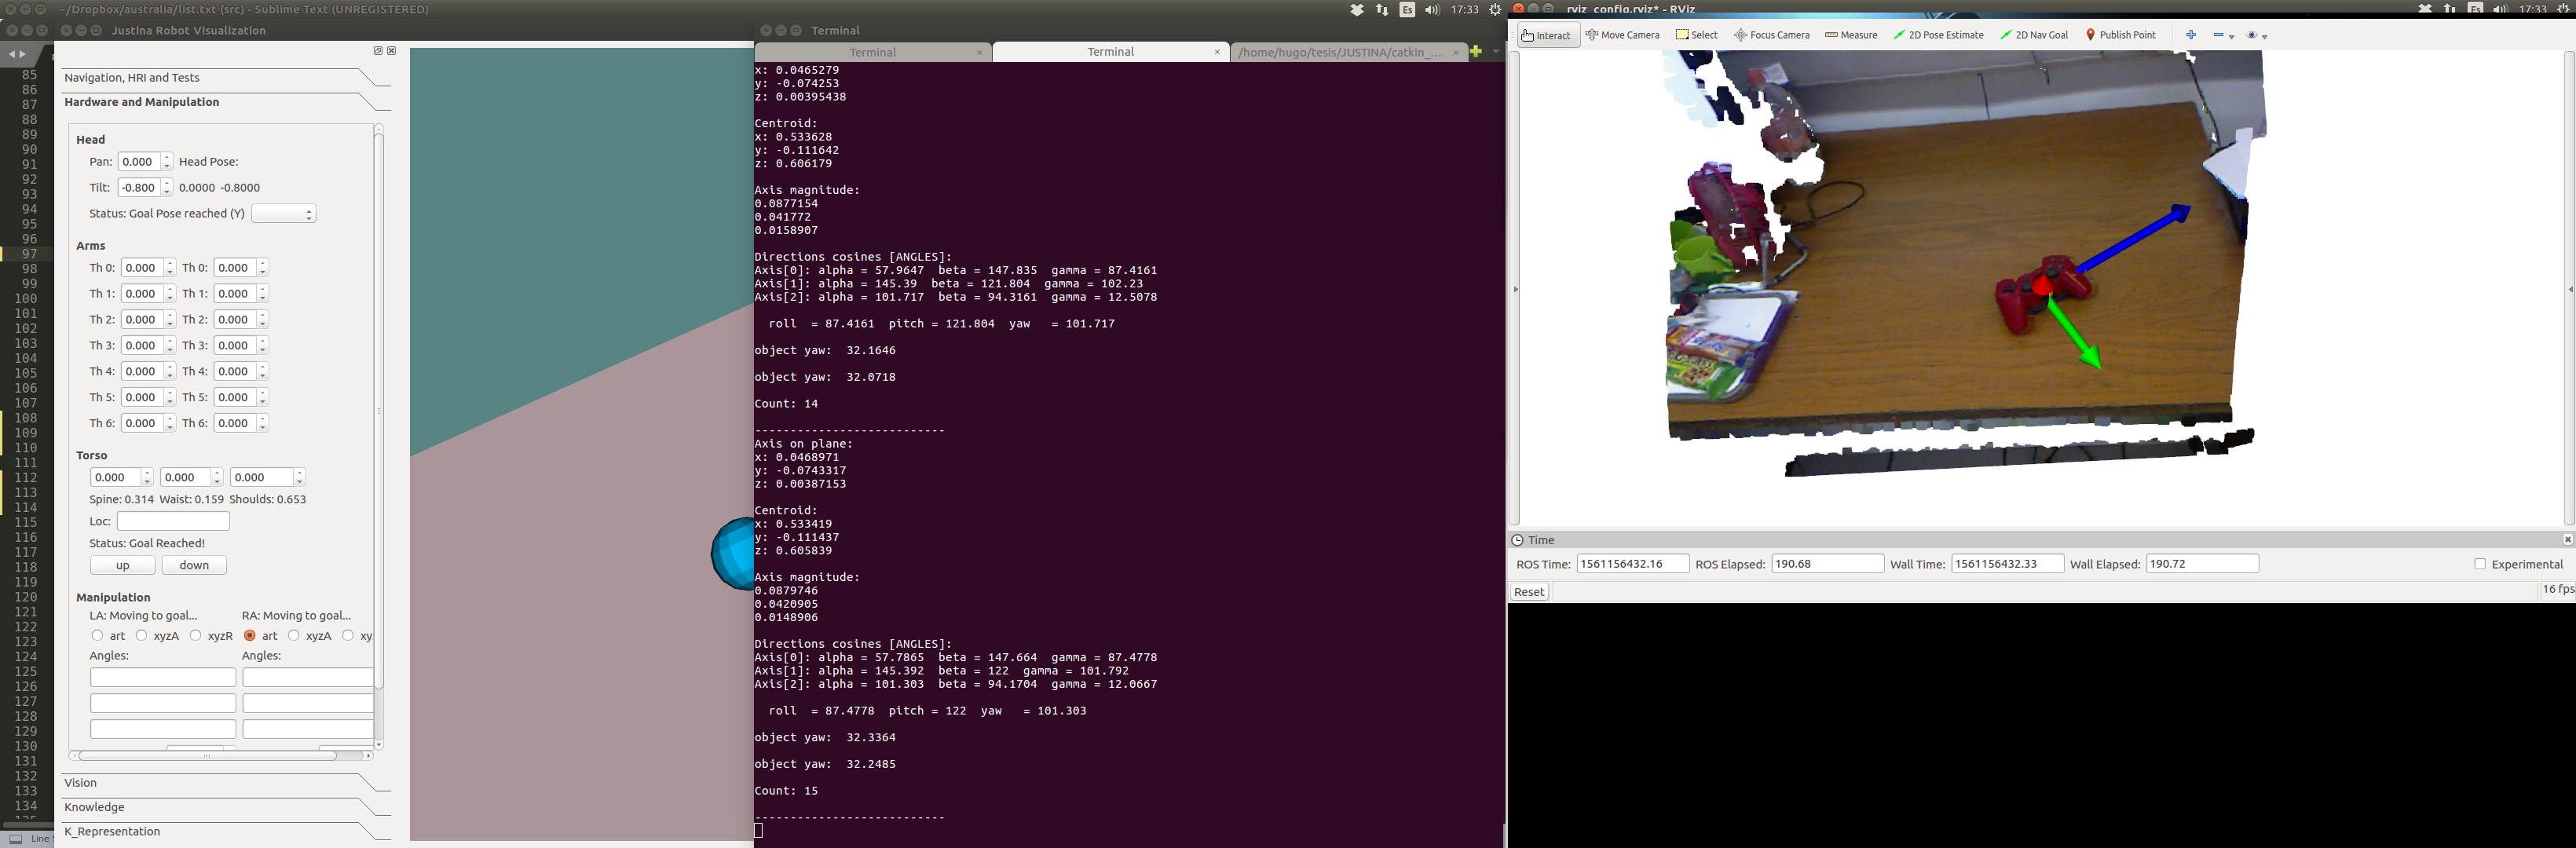 ~/Dropbox/australia/list.txt (src) - Sublime Text (UNREGISTERED)
Es 17:33
85
86
87
88
89
90
91
92
93
94
95
96
97
98
99
100
101
102
103
104
105
106
107
108
109
110
111
112
113
114
115
116
117
118
119
120
121
122
123
124
125
126
127
128
129
130
131
132
133
134
Line
Justina Robot Visualization
Navigation, HRI and Tests
Hardware and Manipulation
Head
Pan: 0.000 Head Pose:
Tilt: -0.800 0.0000 -0.8000
Status: Goal Pose reached (Y)
Arms
Th 0: 0.000 Th 0: 0.000
Th 1: 0.000 Th 1: 0.000
Th 2: 0.000 Th 2: 0.000
Th 3: 0.000 Th 3: 0.000
Th 4: 0.000 Th 4: 0.000
Th 5: 0.000 Th 5: 0.000
Th 6: 0.000 Th 6: 0.000
Torso
0.000 0.000 0.000
Spine: 0.314 Waist: 0.159 Shoulds: 0.653
Loc:
Status: Goal Reached!
up down
Manipulation
LA: Moving to goal... RA: Moving to goal...
art xyzA xyzR art xyzA xy
Angles: Angles:
Vision
Knowledge
K_Representation
Terminal
Terminal Terminal /home/hugo/tesis/JUSTINA/catkin_...
x: 0.0465279
y: -0.074253
z: 0.00395438
Centroid:
x: 0.533628
y: -0.111642
z: 0.606179
Axis magnitude:
0.0877154
0.041772
0.0158907
Directions cosines [ANGLES]:
Axis[0]: alpha = 57.9647 beta = 147.835 gamma = 87.4161
Axis[1]: alpha = 145.39 beta = 121.804 gamma = 102.23
Axis[2]: alpha = 101.717 beta = 94.3161 gamma = 12.5078
roll = 87.4161 pitch = 121.804 yaw = 101.717
object yaw: 32.1646
object yaw: 32.0718
Count: 14
---------------------------
Axis on plane:
x: 0.0468971
y: -0.0743317
z: 0.00387153
Centroid:
x: 0.533419
y: -0.111437
z: 0.605839
Axis magnitude:
0.0879746
0.0420905
0.0148906
Directions cosines [ANGLES]:
Axis[0]: alpha = 57.7865 beta = 147.664 gamma = 87.4778
Axis[1]: alpha = 145.392 beta = 122 gamma = 101.792
Axis[2]: alpha = 101.303 beta = 94.1704 gamma = 12.0667
roll = 87.4778 pitch = 122 yaw = 101.303
object yaw: 32.3364
object yaw: 32.2485
Count: 15
---------------------------
rviz_config.rviz* - RViz
Es 17:33
Interact Move Camera Select Focus Camera Measure 2D Pose Estimate 2D Nav Goal Publish Point
Time
ROS Time: 1561156432.16 ROS Elapsed: 190.68 Wall Time: 1561156432.33 Wall Elapsed: 190.72 Experimental
Reset 16 fps